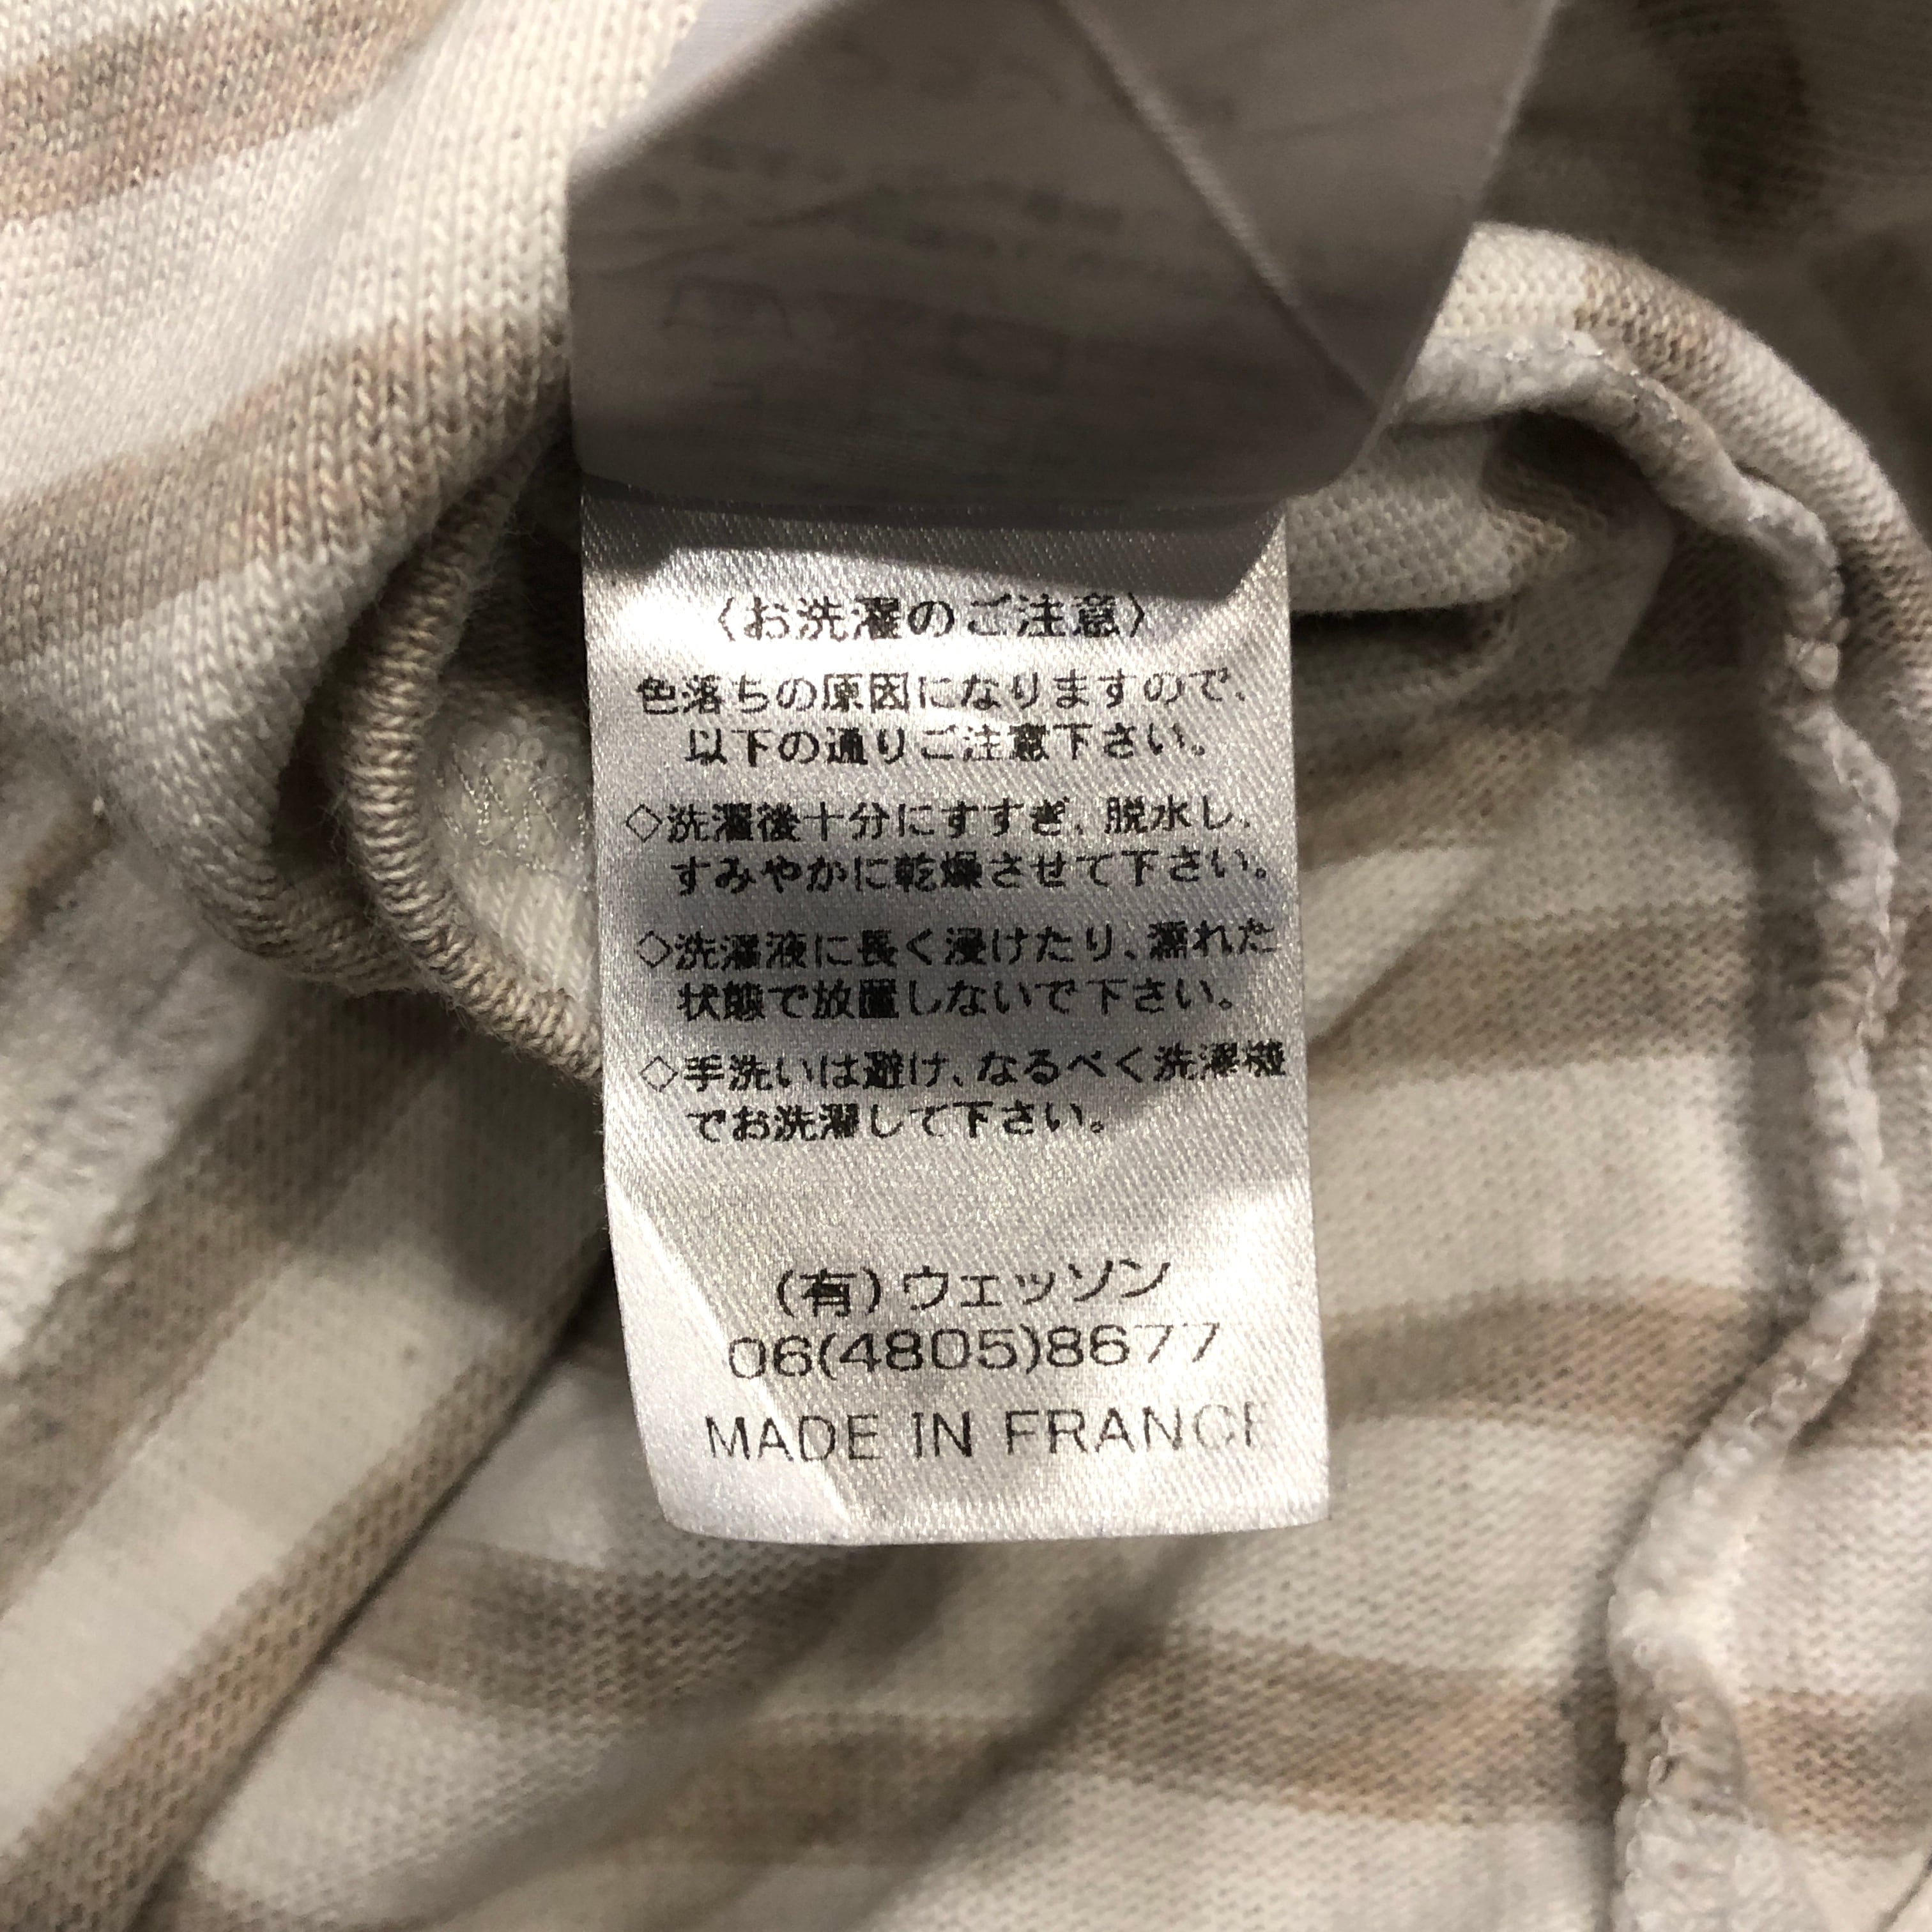 〈お洗濯のご注意〉
色落ちの原因になりますので、
以下の通りご注意下さい。
◇洗濯後十分にすすぎ、脱水し、
すみやかに乾燥させて下さい。
◇洗濯液に長く浸けたり、濡れた
状態で放置しないで下さい。
◇手洗いは避け、なるべく洗濯機
でお洗濯して下さい。
(有)ウェッソン
06(4805)8677
MADE IN FRANCE